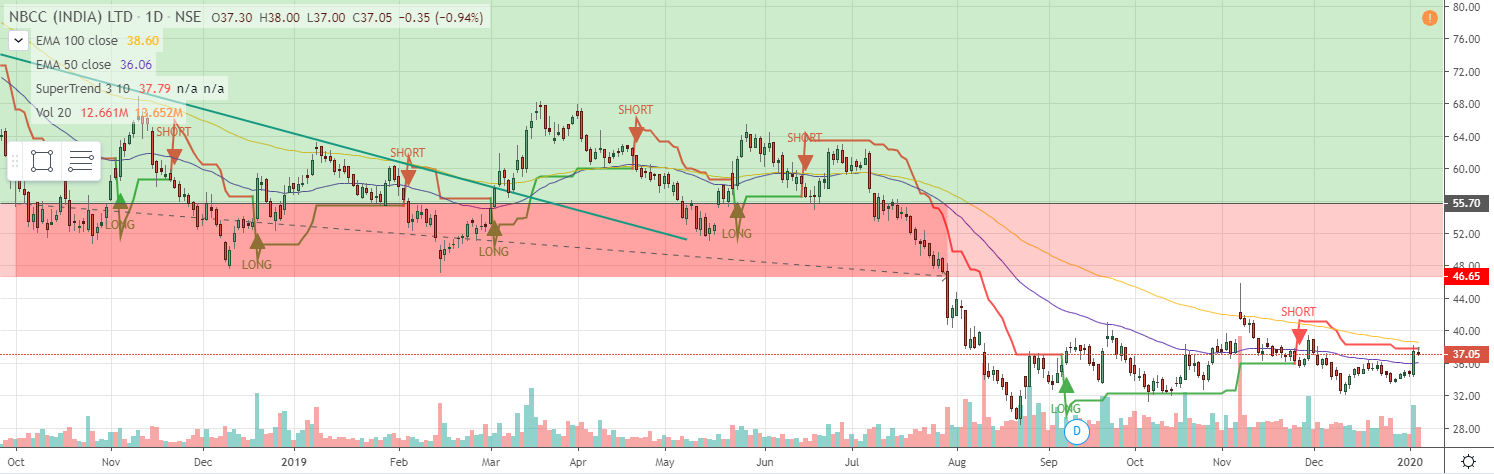 NBCC (INDIA) LTD · 1D · NSE O37.30 H38.00 L37.00 C37.05 −0.35 (−0.94%)
EMA 100 close 38.60
EMA 50 close 36.06
SuperTrend 3 10 37.79 n/a n/a
Vol 20 12.661M 13.652M
SHORT
SHORT
SHORT
SHORT
SHORT
LONG
LONG
LONG
LONG
LONG
D
80.00
76.00
72.00
68.00
64.00
60.00
55.70
52.00
48.00
46.65
44.00
40.00
37.05
36.00
32.00
28.00
Oct Nov Dec 2019 Feb Mar Apr May Jun Jul Aug Sep Oct Nov Dec 2020